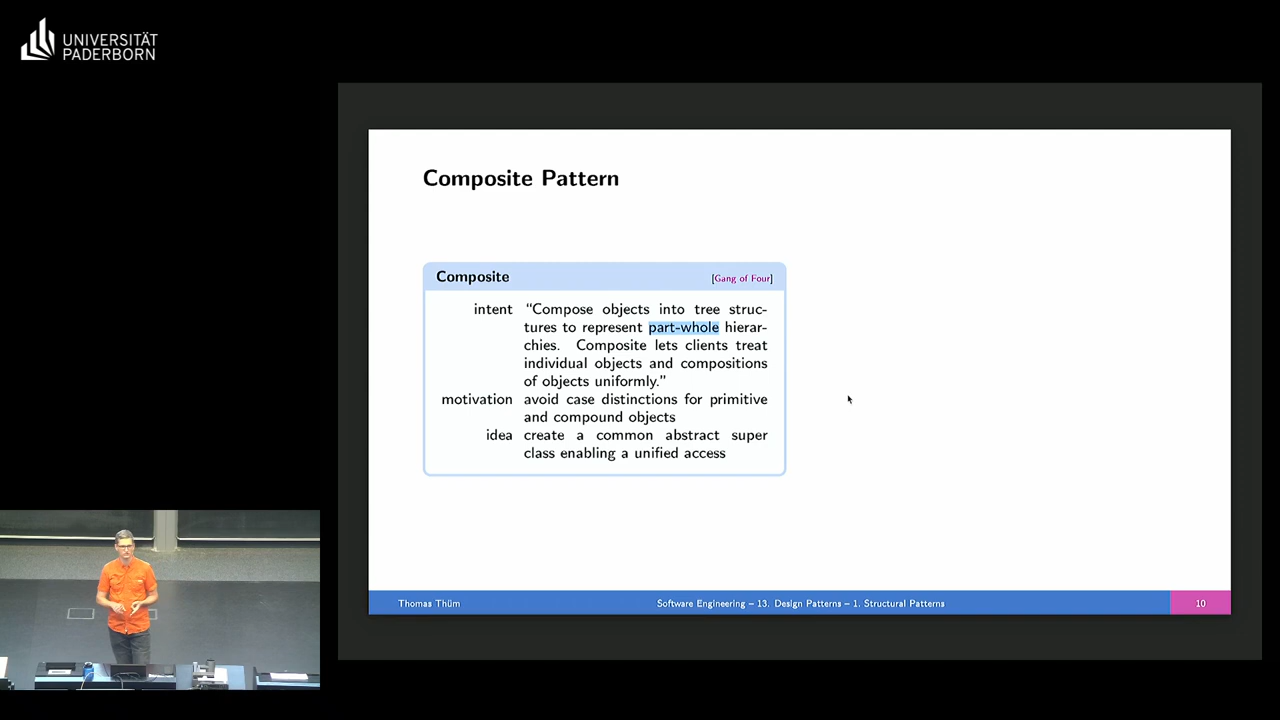 UNIVERSITÄT
PADERBORN
Composite Pattern
Composite [Gang of Four]
intent “Compose objects into tree struc-
tures to represent part-whole hierar-
chies. Composite lets clients treat
individual objects and compositions
of objects uniformly.”
motivation avoid case distinctions for primitive
and compound objects
idea create a common abstract super
class enabling a unified access
Thomas Thüm Software Engineering – 13. Design Patterns – 1. Structural Patterns 10